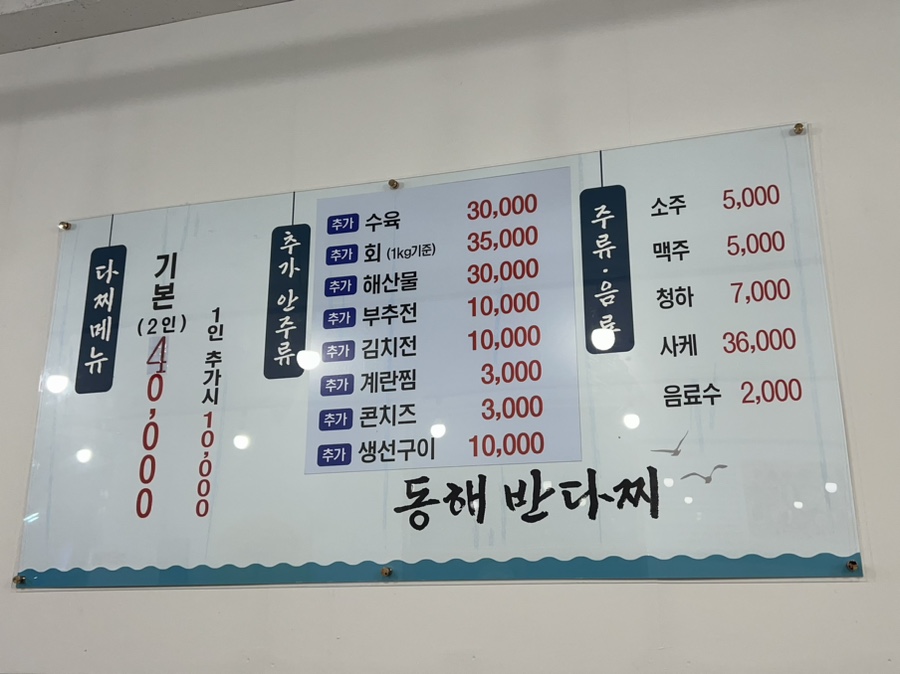 다찌메뉴
기본
(2인)
40,000
1인 추가시 10,000
추가 안주류
추가 수육 30,000
추가 회 (1kg기준) 35,000
추가 해산물 30,000
추가 부추전 10,000
추가 김치전 10,000
추가 계란찜 3,000
추가 콘치즈 3,000
추가 생선구이 10,000
주류·음료
소주 5,000
맥주 5,000
청하 7,000
사케 36,000
음료수 2,000
동해 반다찌